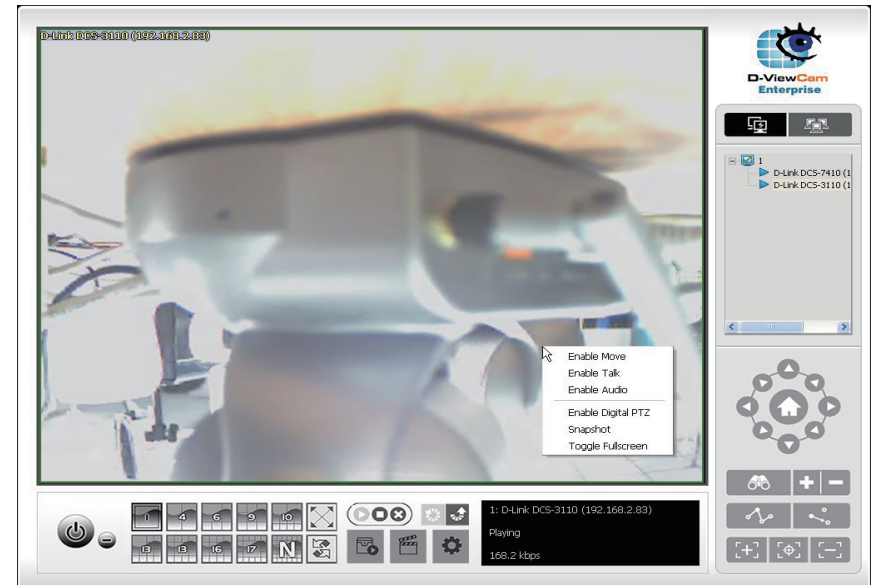 D-Link DCS-3110 (192.168.2.83)
D-ViewCam
Enterprise
1
D-Link DCS-7410 (1
D-Link DCS-3110 (1
Enable Move
Enable Talk
Enable Audio
Enable Digital PTZ
Snapshot
Toggle Fullscreen
1 4 6 9 10
13 13 16 17 N
1: D-Link DCS-3110 (192.168.2.83)
Playing
168.2 kbps